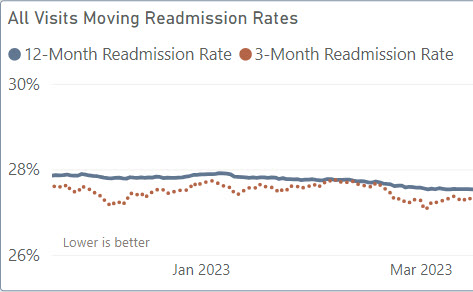 All Visits Moving Readmission Rates
12-Month Readmission Rate 3-Month Readmission Rate
30%
28%
26%
Lower is better
Jan 2023 Mar 2023